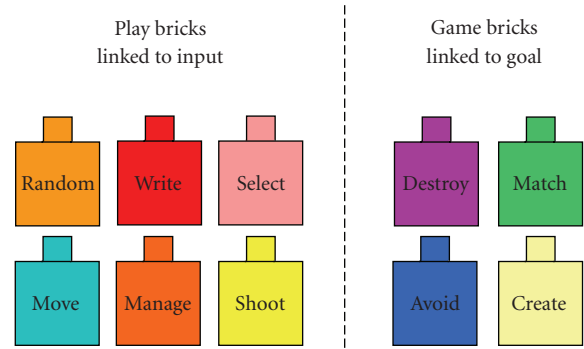 Play bricks
linked to input
Game bricks
linked to goal
Random
Write
Select
Destroy
Match
Move
Manage
Shoot
Avoid
Create